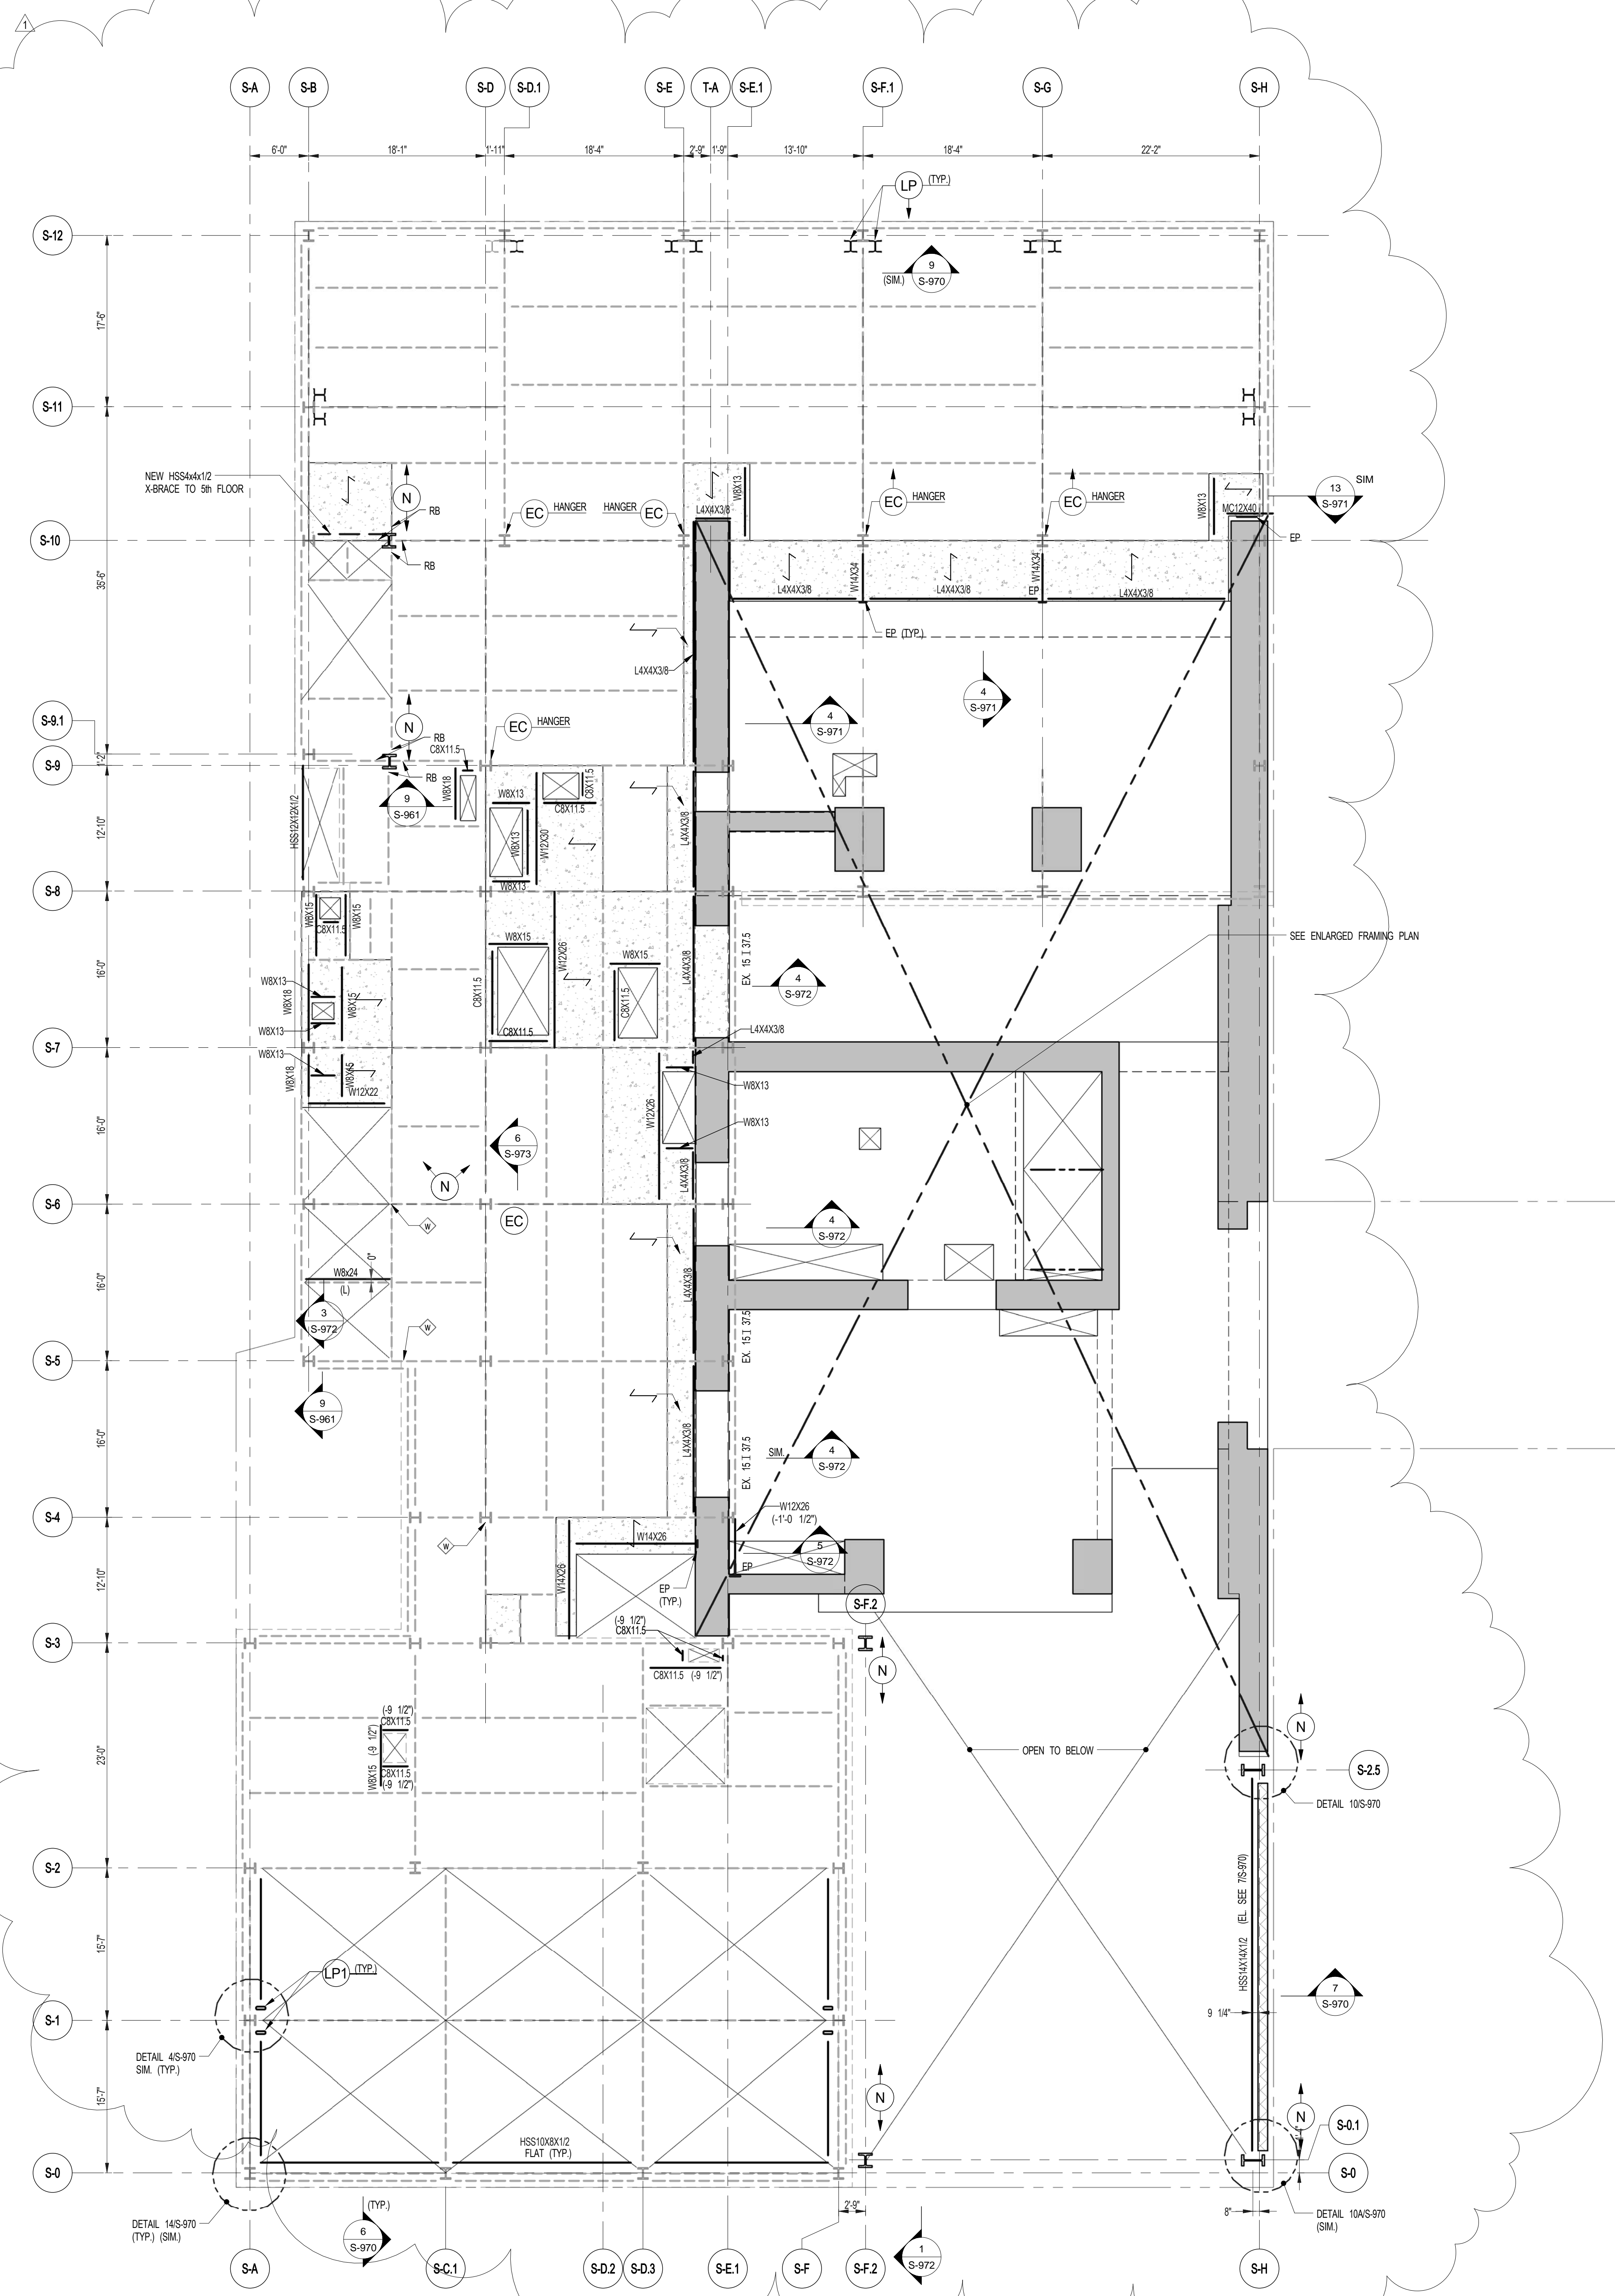 1
S-A
S-B
S-D
S-D.1
S-E
T-A
S-E.1
S-F.1
S-G
S-H
6'-0"
18'-1"
1'-11"
18'-4"
2'-9"
1'-9"
13'-10"
18'-4"
22'-2"
LP
(TYP.)
S-12
9
S-970
(SIM.)
17'-6"
S-11
NEW HSS4x4x1/2
X-BRACE TO 5th FLOOR
N
RB
RB
EC
HANGER
HANGER
EC
W8X13
L4X4X3/8
EC
HANGER
EC
HANGER
W8X13
MC12X40
EP
13
S-971
SIM
S-10
35'-6"
L4X4X3/8
W14X34
L4X4X3/8
W14X34
EP
L4X4X3/8
EP (TYP.)
L4X4X3/8
4
S-971
4
S-971
S-9.1
1'-2"
S-9
N
RB
C8X11.5
RB
EC
HANGER
W8X18
9
S-961
HSS12X12X1/2
W8X13
C8X11.5
C8X11.5
W8X13
W12X30
W8X13
L4X4X3/8
12'-10"
S-8
W8X15
C8X11.5
W8X15
W8X15
C8X11.5
C8X11.5
W12X26
W8X15
C8X11.5
L4X4X3/8
EX. 15 I 37.5
4
S-972
SEE ENLARGED FRAMING PLAN
16'-0"
W8X13
W8X18
W8X15
W8X13
S-7
L4X4X3/8
W8X13
W8X18
W8X15
W12X22
W8X13
W12X26
W8X13
L4X4X3/8
16'-0"
6
S-973
N
S-6
EC
W
4
S-972
W8x24
(L)
0"
3
S-972
L4X4X3/8
EX. 15 I 37.5
16'-0"
W
S-5
9
S-961
L4X4X3/8
EX. 15 I 37.5
SIM.
4
S-972
16'-0"
S-4
W
W14X26
W14X26
W12X26
(-1'-0 1/2")
5
S-972
EP
EP
(TYP.)
12'-10"
S-F.2
S-3
(-9 1/2")
C8X11.5
C8X11.5 (-9 1/2")
N
(-9 1/2")
C8X11.5
W8X15 (-9 1/2")
C8X11.5
(-9 1/2")
23'-0"
OPEN TO BELOW
N
S-2.5
DETAIL 10/S-970
S-2
HSS14X14X1/2 (EL. SEE 7/S-970)
15'-7"
LP1
(TYP.)
7
S-970
9 1/4"
S-1
DETAIL 4/S-970
SIM. (TYP.)
15'-7"
N
N
S-0.1
HSS10X8X1/2
FLAT (TYP.)
S-0
S-0
2'-9"
8"
DETAIL 14/S-970
(TYP.) (SIM.)
(TYP.)
6
S-970
1
S-972
DETAIL 10A/S-970
(SIM.)
S-A
S-C.1
S-D.2
S-D.3
S-E.1
S-F
S-F.2
S-H